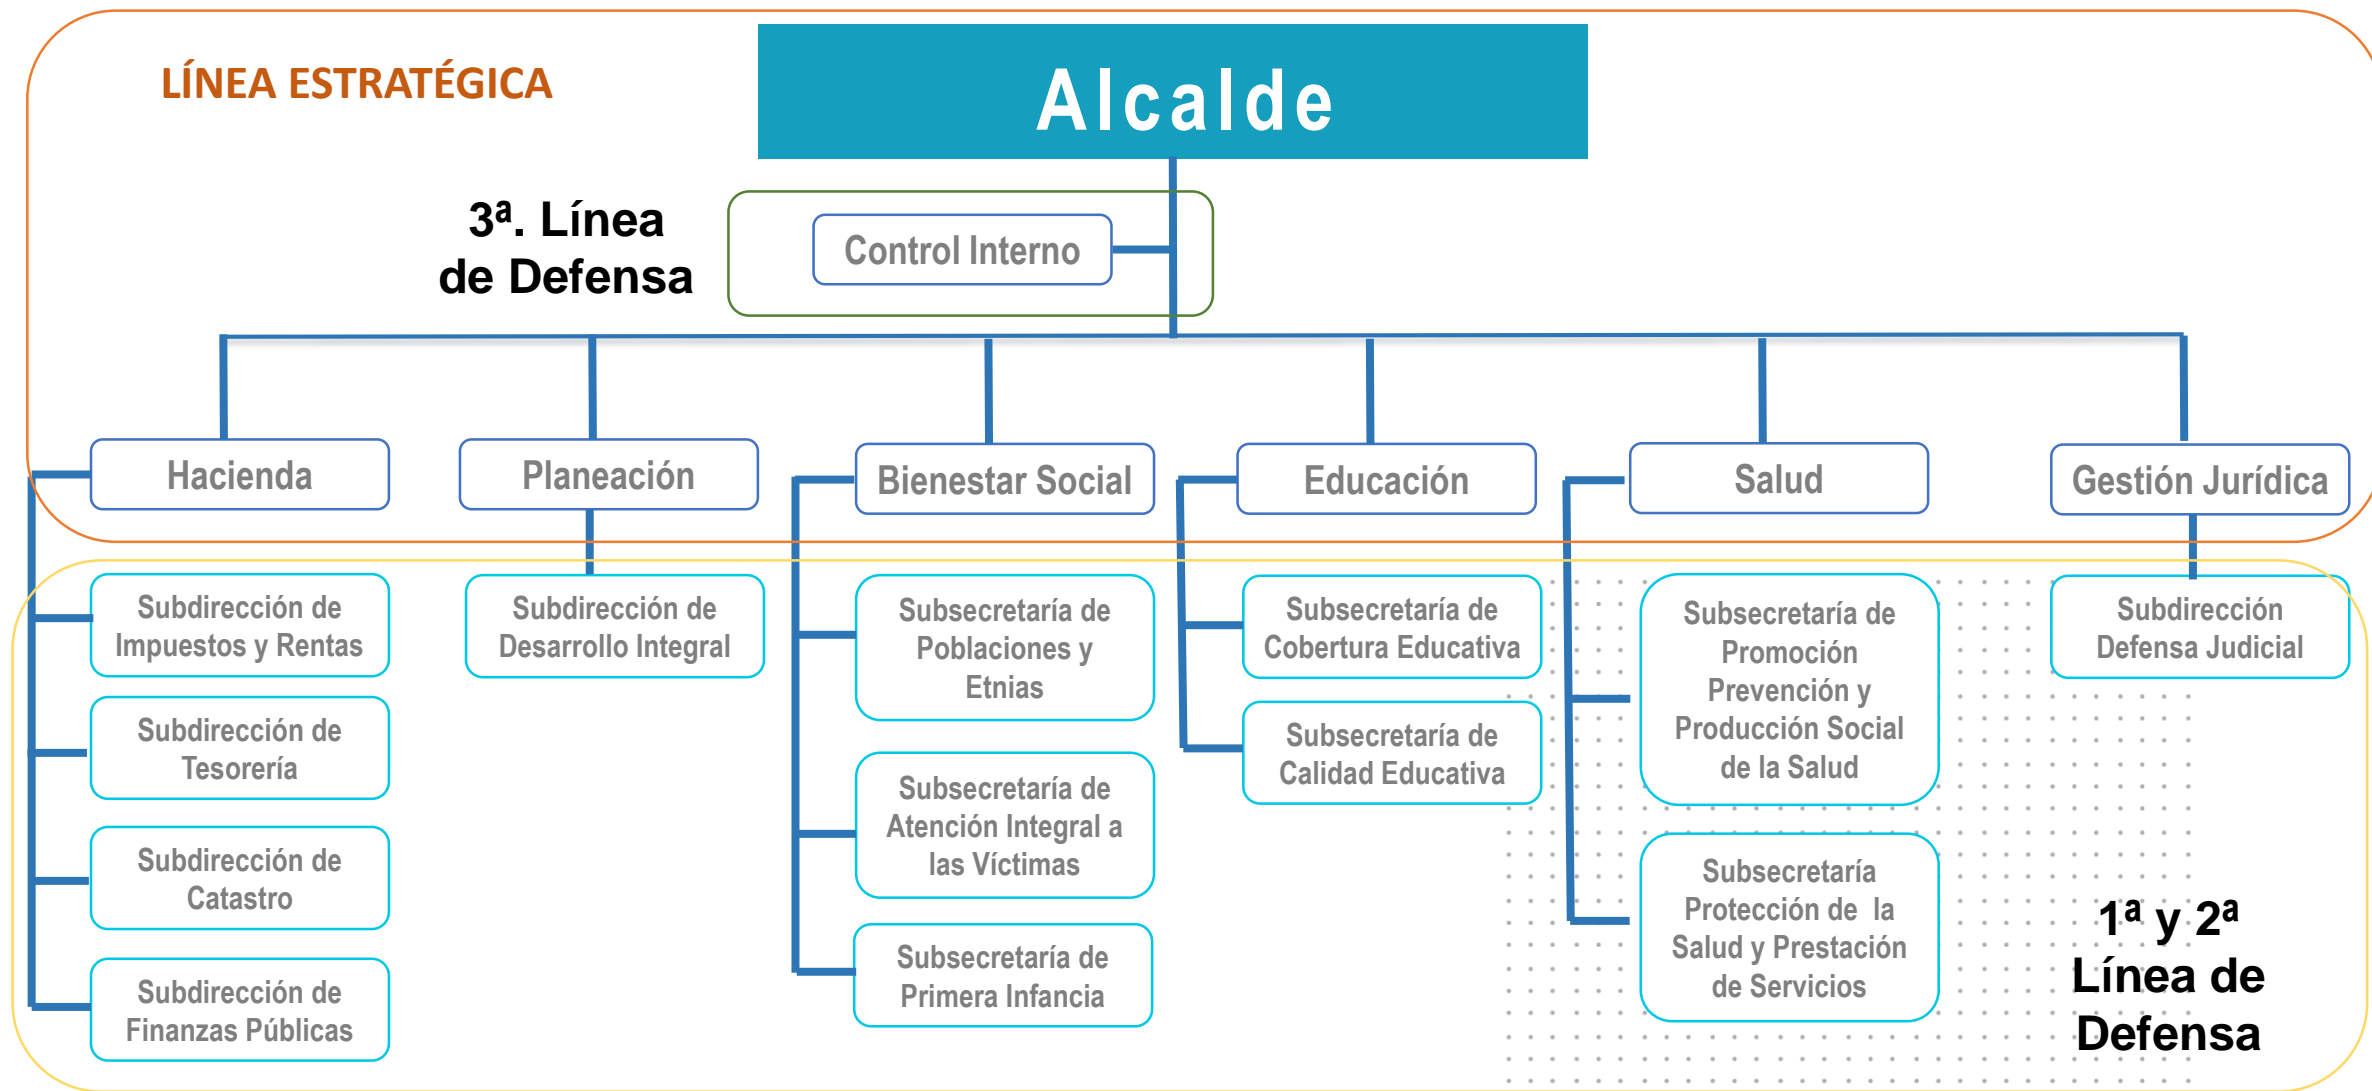 LÍNEA ESTRATÉGICA
Alcalde
3ª. Línea
de Defensa
Control Interno
Hacienda
Planeación
Bienestar Social
Educación
Salud
Gestión Jurídica
Subdirección de
Impuestos y Rentas
Subdirección de
Tesorería
Subdirección de
Catastro
Subdirección de
Finanzas Públicas
Subdirección de
Desarrollo Integral
Subsecretaría de
Poblaciones y
Etnias
Subsecretaría de
Atención Integral a
las Víctimas
Subsecretaría de
Primera Infancia
Subsecretaría de
Cobertura Educativa
Subsecretaría de
Calidad Educativa
Subsecretaría de
Promoción
Prevención y
Producción Social
de la Salud
Subsecretaría
Protección de la
Salud y Prestación
de Servicios
Subdirección
Defensa Judicial
1ª y 2ª
Línea de
Defensa